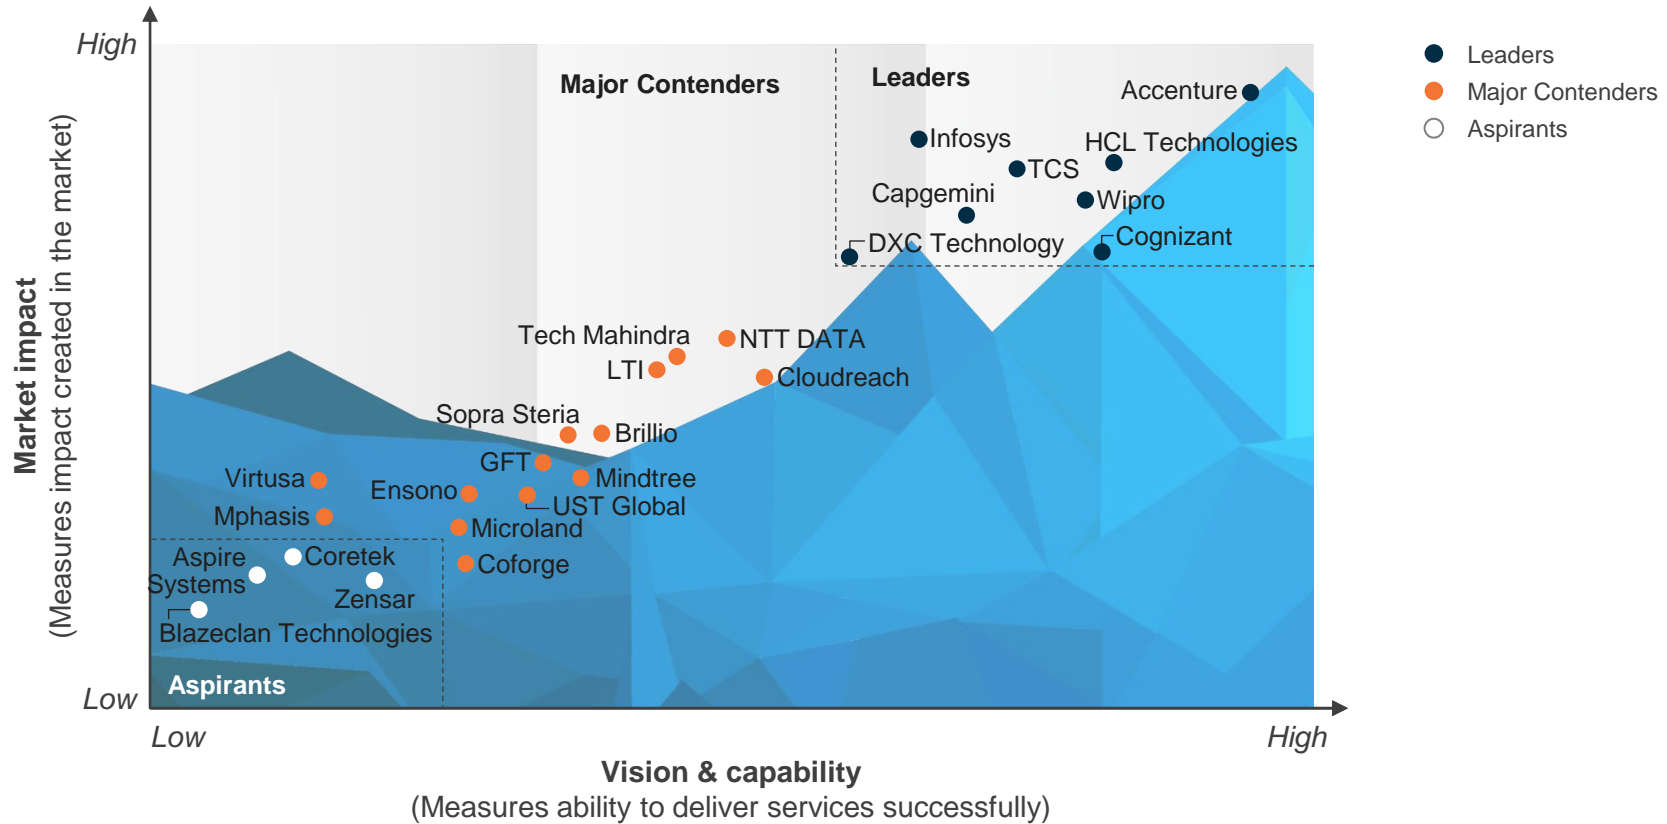 High
Major Contenders
Leaders
Accenture
Infosys
HCL Technologies
TCS
Capgemini
Wipro
DXC Technology
Cognizant
Tech Mahindra
NTT DATA
LTI
Cloudreach
Sopra Steria
Brillio
GFT
Virtusa
Ensono
Mindtree
UST Global
Mphasis
Microland
Aspire
Systems
Coretek
Coforge
Zensar
Blazeclan Technologies
Aspirants
Low
Market impact
(Measures impact created in the market)
Low
High
Vision & capability
(Measures ability to deliver services successfully)
Leaders
Major Contenders
Aspirants